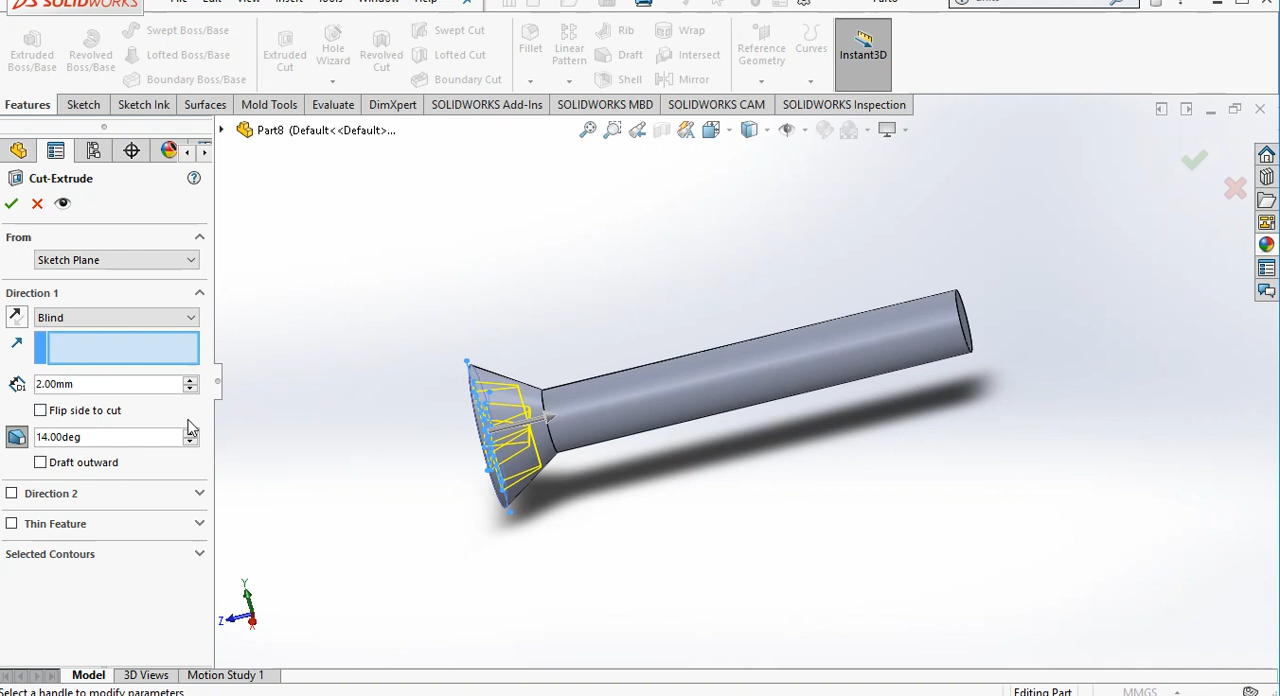 SOLIDWORKS
Extruded Boss/Base
Revolved Boss/Base
Swept Boss/Base
Lofted Boss/Base
Boundary Boss/Base
Extruded Cut
Hole Wizard
Revolved Cut
Swept Cut
Lofted Cut
Boundary Cut
Fillet
Linear Pattern
Rib
Draft
Shell
Wrap
Intersect
Mirror
Reference Geometry
Curves
Instant3D
Features Sketch Sketch Ink Surfaces Mold Tools Evaluate DimXpert SOLIDWORKS Add-Ins SOLIDWORKS MBD SOLIDWORKS CAM SOLIDWORKS Inspection
Part8 (Default<<Default>...
Cut-Extrude
From
Sketch Plane
Direction 1
Blind
2.00mm
Flip side to cut
14.00deg
Draft outward
Direction 2
Thin Feature
Selected Contours
Y
Z
X
Model 3D Views Motion Study 1
Select a handle to modify parameters
Editing Part
MMGS